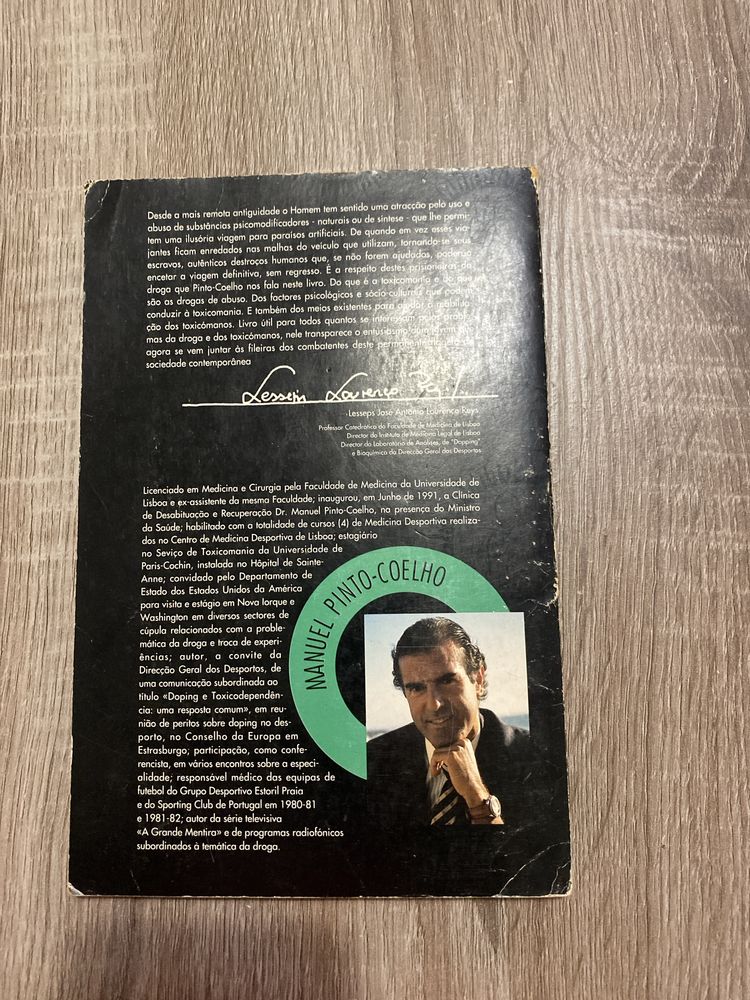 Desde a mais remota antiguidade o Homem tem sentido uma atracção pelo uso e
abuso de substâncias psicomodificadores - naturais ou de síntese - que lhe permi-
tem uma ilusória viagem para paraísos artificiais. De quando em vez esses via-
jantes ficam enredados nas malhas do veículo que utilizam, tornando-se seus
escravos, autênticos destroços humanos que, se não forem ajudados, poderão
encetar a viagem definitiva, sem regresso. É a respeito destes prisioneiros da
droga que Pinto-Coelho nos fala neste livro. Do que é a toxicomania e do que
são as drogas de abuso. Dos factores psicológicos e sócio-culturais que podem
conduzir à toxicomania. E também dos meios existentes para ajudar a reabilita-
ção dos toxicómanos. Livro útil para todos quantos se interessam pelos proble-
mas da droga e dos toxicómanos, nele transparece o entusiasmo dum jovem que
agora se vem juntar às fileiras dos combatentes deste permanente
sociedade contemporânea
Lesseps Lourenço Reys
Lesseps José António Lourenço Reys
Professor Catedrático da Faculdade de Medicina de Lisboa
Director do Instituto de Medicina Legal de Lisboa
Director do Laboratório de Análises, de "Dopping"
e Bioquímica da Direcção Geral dos Desportos
Licenciado em Medicina e Cirurgia pela Faculdade de Medicina da Universidade de
Lisboa e ex-assistente da mesma Faculdade; inaugurou, em Junho de 1991, a Clínica
de Desabituação e Recuperação Dr. Manuel Pinto-Coelho, na presença do Ministro
da Saúde; habilitado com a totalidade de cursos (4) de Medicina Desportiva realiza-
dos no Centro de Medicina Desportiva de Lisboa; estagiário
no Seviço de Toxicomania da Universidade de
Paris-Cochin, instalada no Hôpital de Sainte-
Anne; convidado pelo Departamento de
Estado dos Estados Unidos da América
para visita e estágio em Nova Iorque e
Washington em diversos sectores de
cúpula relacionados com a proble-
mática da droga e troca de experi-
ências; autor, a convite da
Direcção Geral dos Desportos, de
uma comunicação subordinada ao
título «Doping e Toxicodependên-
cia: uma resposta comum», em reu-
nião de peritos sobre doping no des-
porto, no Conselho da Europa em
Estrasburgo; participação, como confe-
rencista, em vários encontros sobre a especi-
alidade; responsável médico das equipas de
futebol do Grupo Desportivo Estoril Praia
e do Sporting Club de Portugal em 1980-81
e 1981-82; autor da série televisiva
«A Grande Mentira» e de programas radiofónicos
subordinados à temática da droga.
MANUEL PINTO-COELHO